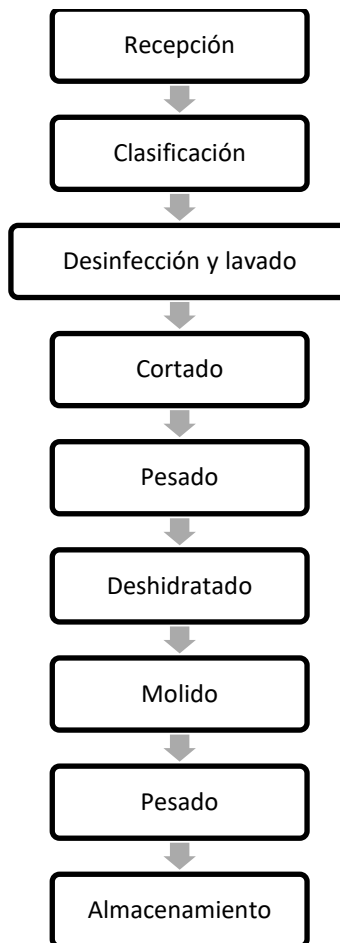 Recepción
Clasificación
Desinfección y lavado
Cortado
Pesado
Deshidratado
Molido
Pesado
Almacenamiento